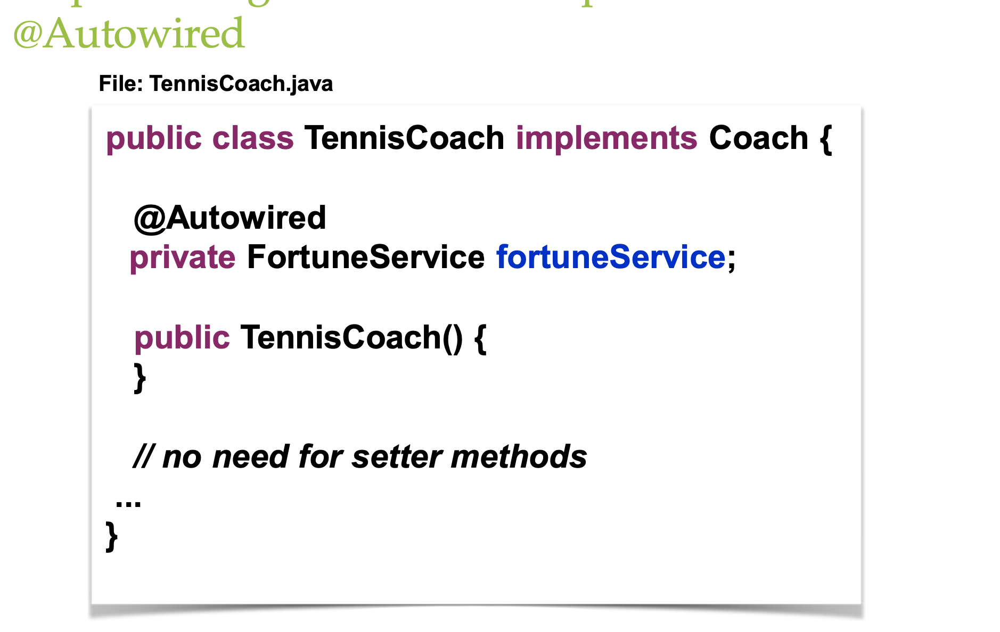 @Autowired
File: TennisCoach.java
public class TennisCoach implements Coach {
@Autowired
private FortuneService fortuneService;
public TennisCoach() {
}
// no need for setter methods
...
}